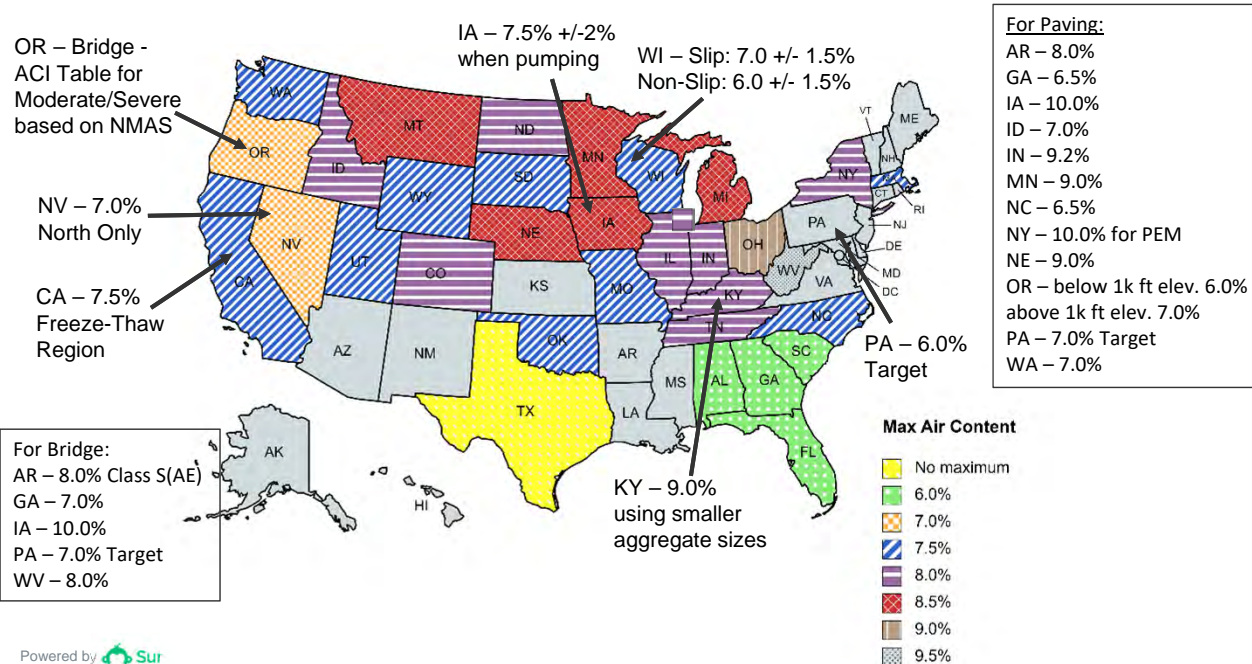 OR – Bridge -
ACI Table for
Moderate/Severe
based on NMAS
IA – 7.5% +/-2%
when pumping
WI – Slip: 7.0 +/- 1.5%
Non-Slip: 6.0 +/- 1.5%
For Paving:
AR – 8.0%
GA – 6.5%
IA – 10.0%
ID – 7.0%
IN – 9.2%
MN – 9.0%
NC – 6.5%
NY – 10.0% for PEM
NE – 9.0%
OR – below 1k ft elev. 6.0%
above 1k ft elev. 7.0%
PA – 7.0% Target
WA – 7.0%
NV – 7.0%
North Only
CA – 7.5%
Freeze-Thaw
Region
WA
OR
ID
MT
ND
MN
WI
MI
NY
VT
ME
NH
MA
CT
RI
NJ
DE
MD
DC
PA
WY
SD
NE
IA
IL
IN
OH
WV
VA
NV
UT
CO
KS
MO
KY
CA
AZ
NM
OK
AR
TN
NC
SC
TX
LA
MS
AL
GA
FL
AK
HI
PA – 6.0%
Target
KY – 9.0%
using smaller
aggregate sizes
For Bridge:
AR – 8.0% Class S(AE)
GA – 7.0%
IA – 10.0%
PA – 7.0% Target
WV – 8.0%
Max Air Content
No maximum
6.0%
7.0%
7.5%
8.0%
8.5%
9.0%
9.5%
Powered by Sur